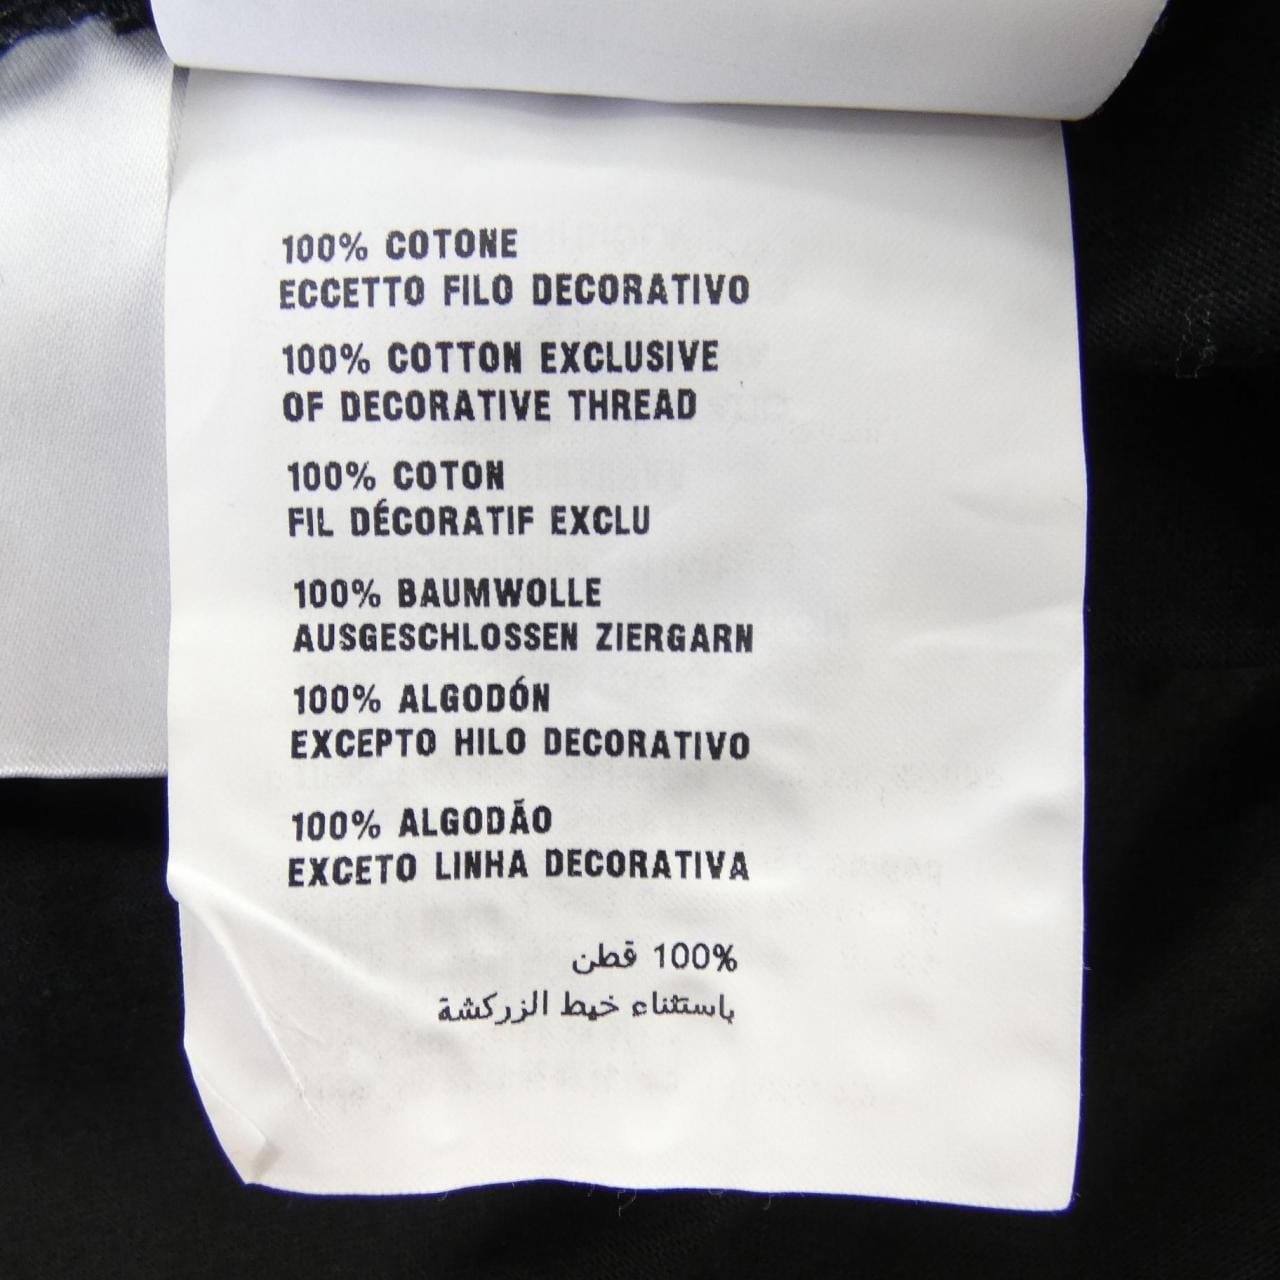 100% COTONE
ECCETTO FILO DECORATIVO
100% COTTON EXCLUSIVE
OF DECORATIVE THREAD
100% COTON
FIL DÉCORATIF EXCLU
100% BAUMWOLLE
AUSGESCHLOSSEN ZIERGARN
100% ALGODÓN
EXCEPTO HILO DECORATIVO
100% ALGODÃO
EXCETO LINHA DECORATIVA
100% قطن
باستثناء خيط الزركشة